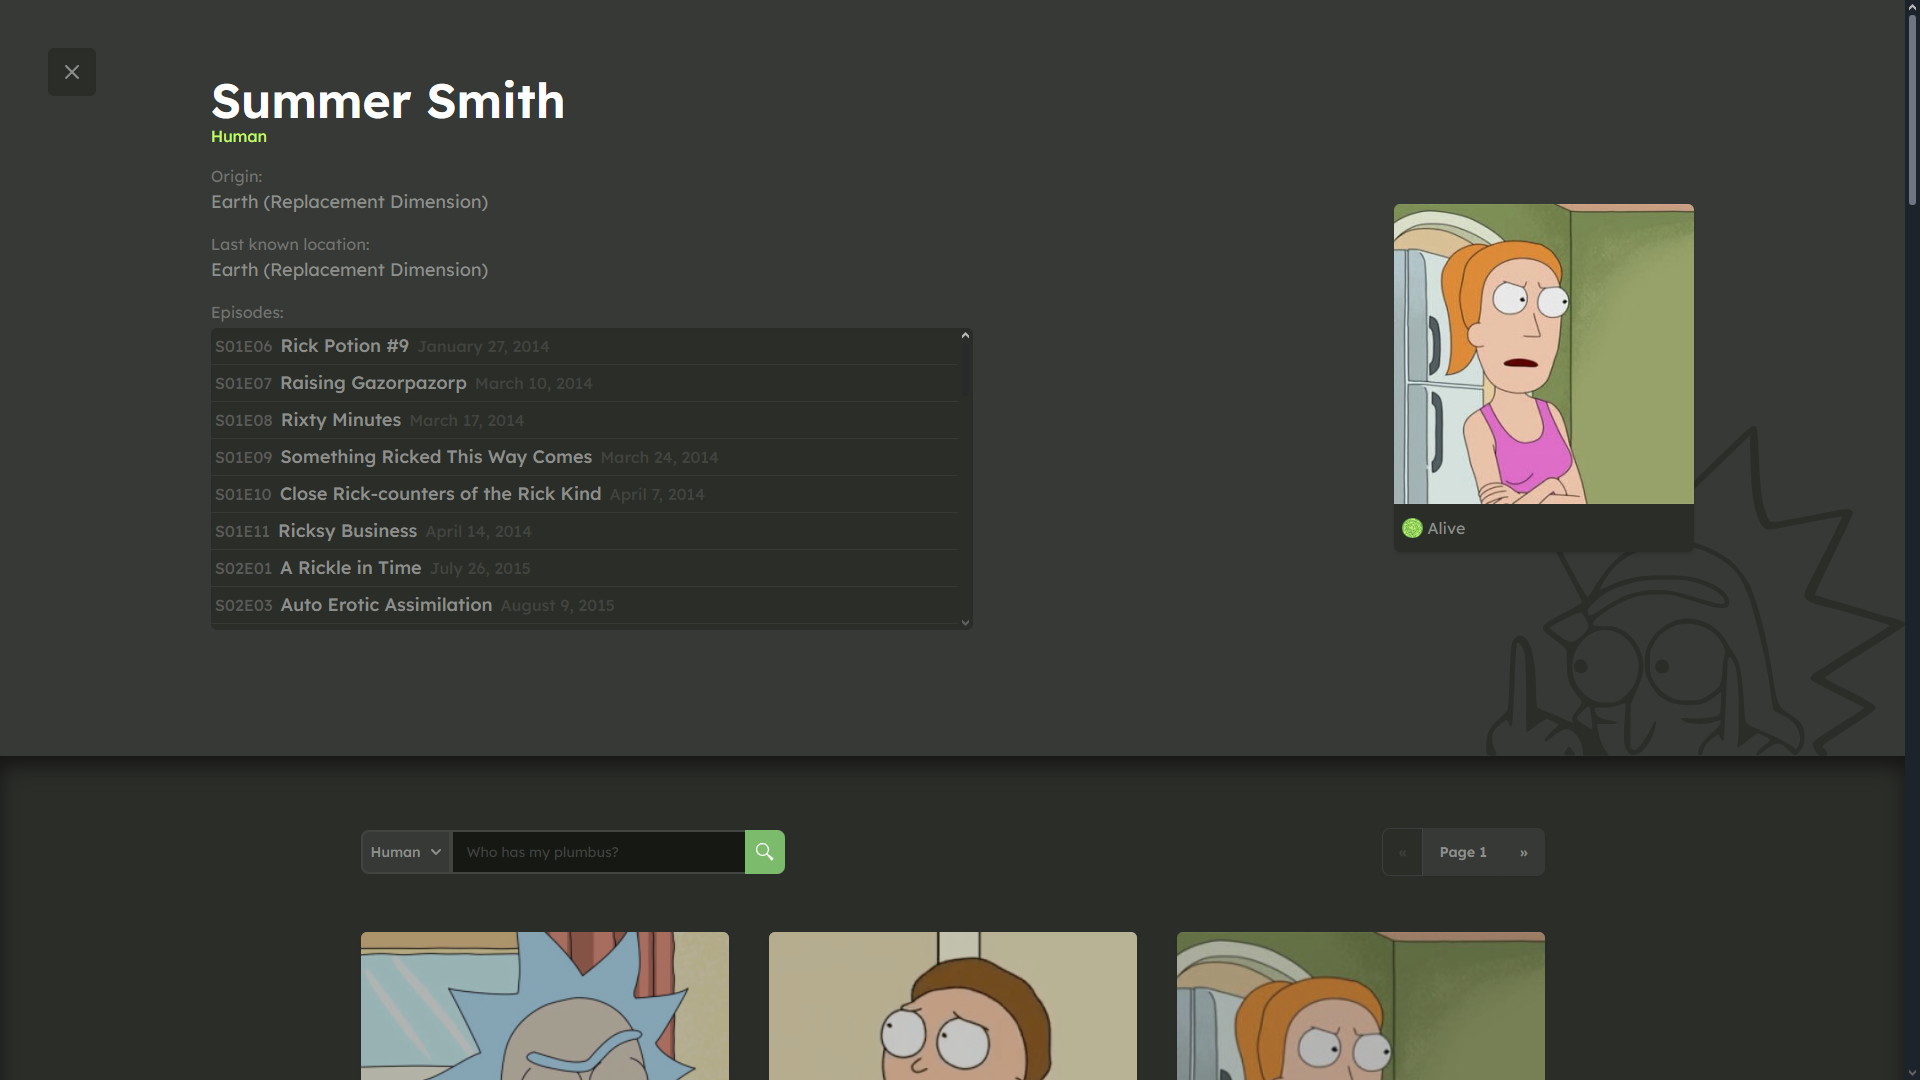 Summer Smith
Human
Origin:
Earth (Replacement Dimension)
Last known location:
Earth (Replacement Dimension)
Episodes:
S01E06 Rick Potion #9 January 27, 2014
S01E07 Raising Gazorpazorp March 10, 2014
S01E08 Rixty Minutes March 17, 2014
S01E09 Something Ricked This Way Comes March 24, 2014
S01E10 Close Rick-counters of the Rick Kind April 7, 2014
S01E11 Ricksy Business April 14, 2014
S02E01 A Rickle in Time July 26, 2015
S02E03 Auto Erotic Assimilation August 9, 2015
Alive
Human Who has my plumbus?
« Page 1 »